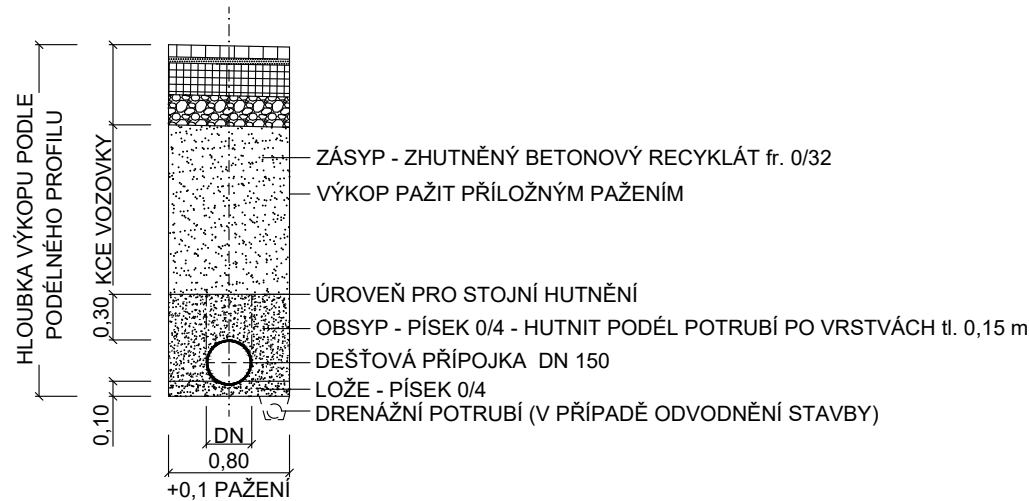 HLOUBKA VÝKOPU PODLE
PODÉLNÉHO PROFILU
KCE VOZOVKY
0,30
0,10
ZÁSYP - ZHUTNĚNÝ BETONOVÝ RECYKLÁT fr. 0/32
VÝKOP PAŽIT PŘÍLOŽNÝM PAŽENÍM
ÚROVEŇ PRO STOJNÍ HUTNĚNÍ
OBSYP - PÍSEK 0/4 - HUTNIT PODÉL POTRUBÍ PO VRSTVÁCH tl. 0,15 m
DEŠŤOVÁ PŘÍPOJKA DN 150
LOŽE - PÍSEK 0/4
DRENÁŽNÍ POTRUBÍ (V PŘÍPADĚ ODVODNĚNÍ STAVBY)
DN
0,80
+0,1 PAŽENÍ